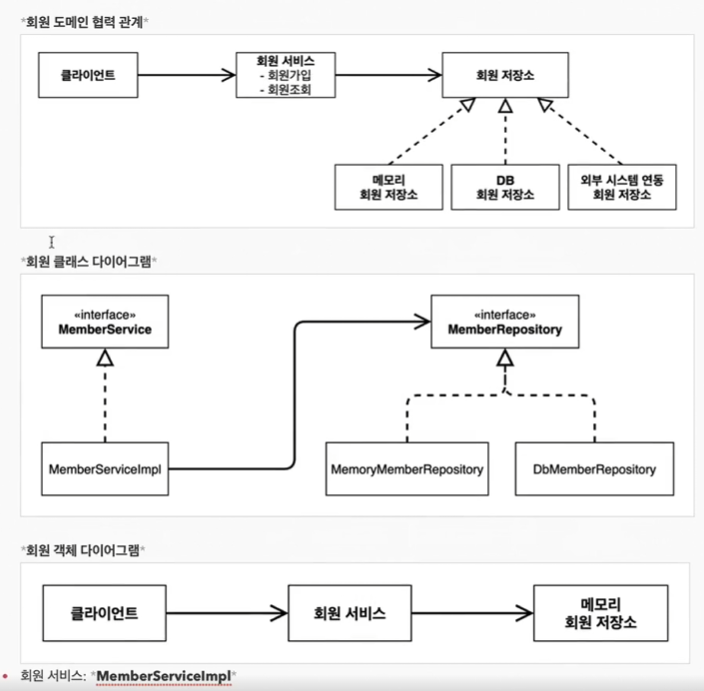 *회원 도메인 협력 관계*
클라이언트
회원 서비스
- 회원가입
- 회원조회
회원 저장소
메모리
회원 저장소
DB
회원 저장소
외부 시스템 연동
회원 저장소
*회원 클래스 다이어그램*
«interface»
MemberService
«interface»
MemberRepository
MemberServiceImpl
MemoryMemberRepository
DbMemberRepository
*회원 객체 다이어그램*
클라이언트
회원 서비스
메모리
회원 저장소
• 회원 서비스: *MemberServiceImpl*